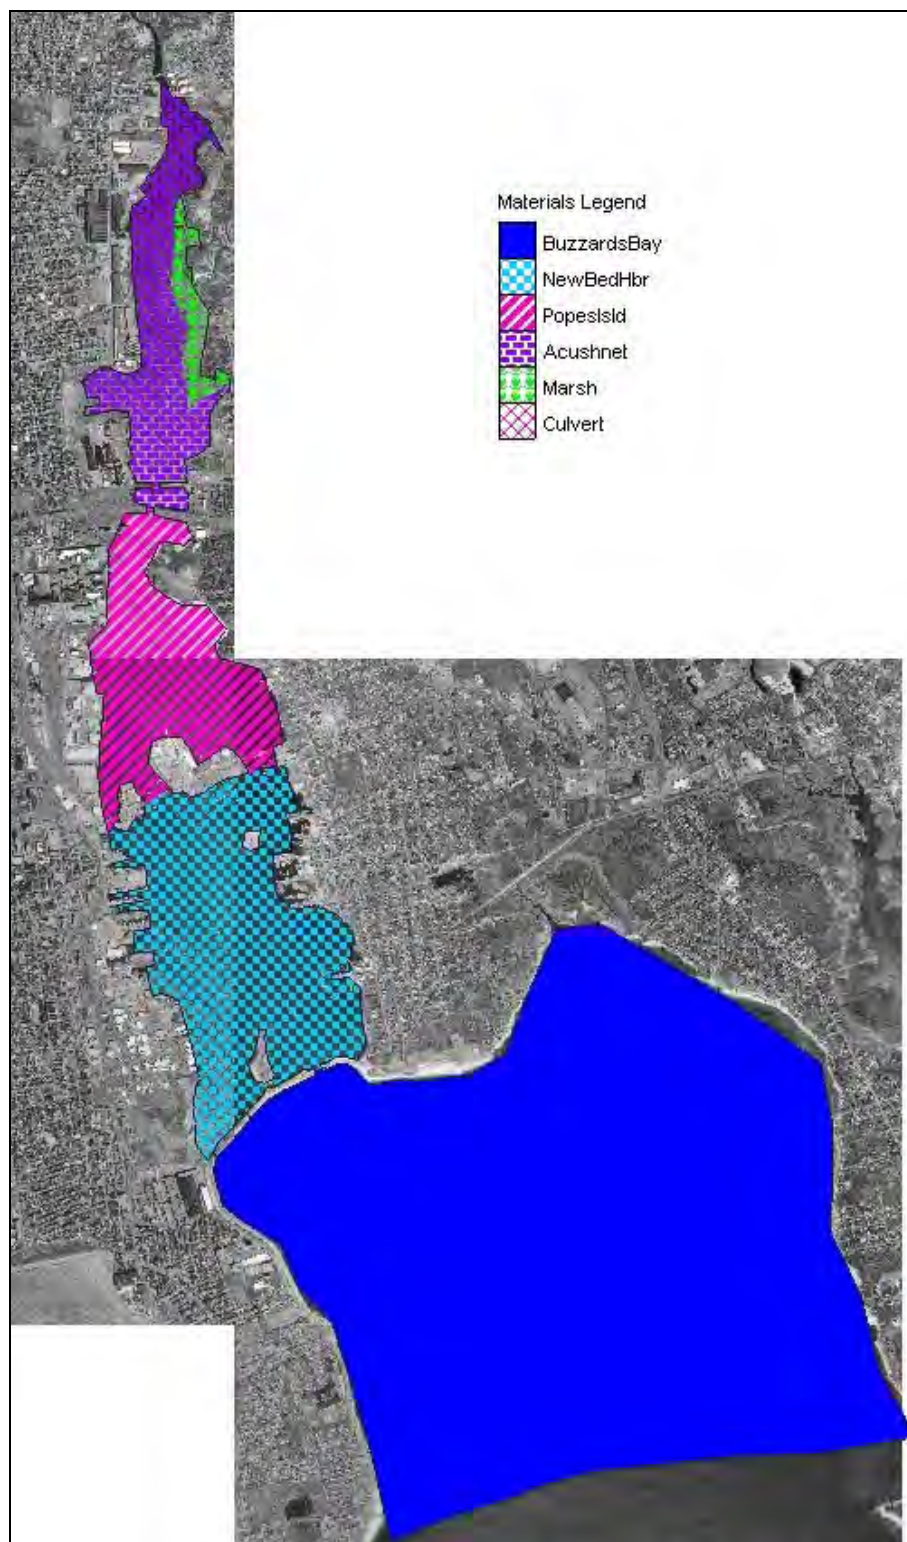 Materials Legend
BuzzardsBay
NewBedHbr
PopesIsld
Acushnet
Marsh
Culvert